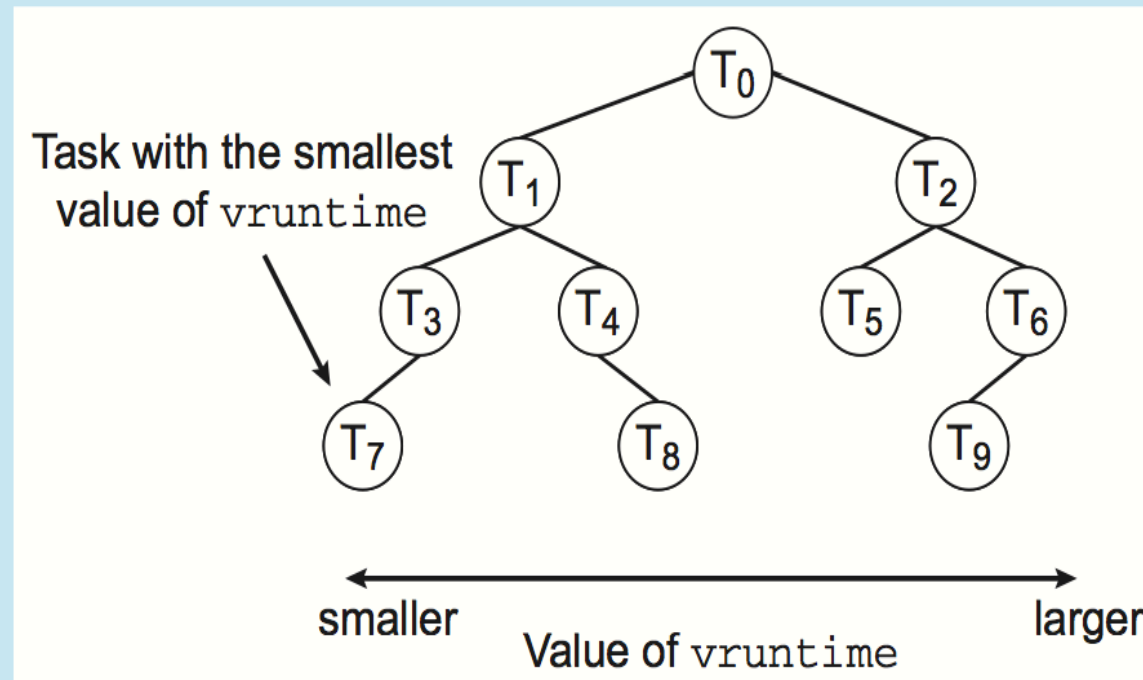 T0
Task with the smallest
value of vruntime
T1
T2
T3
T4
T5
T6
T7
T8
T9
smaller
larger
Value of vruntime